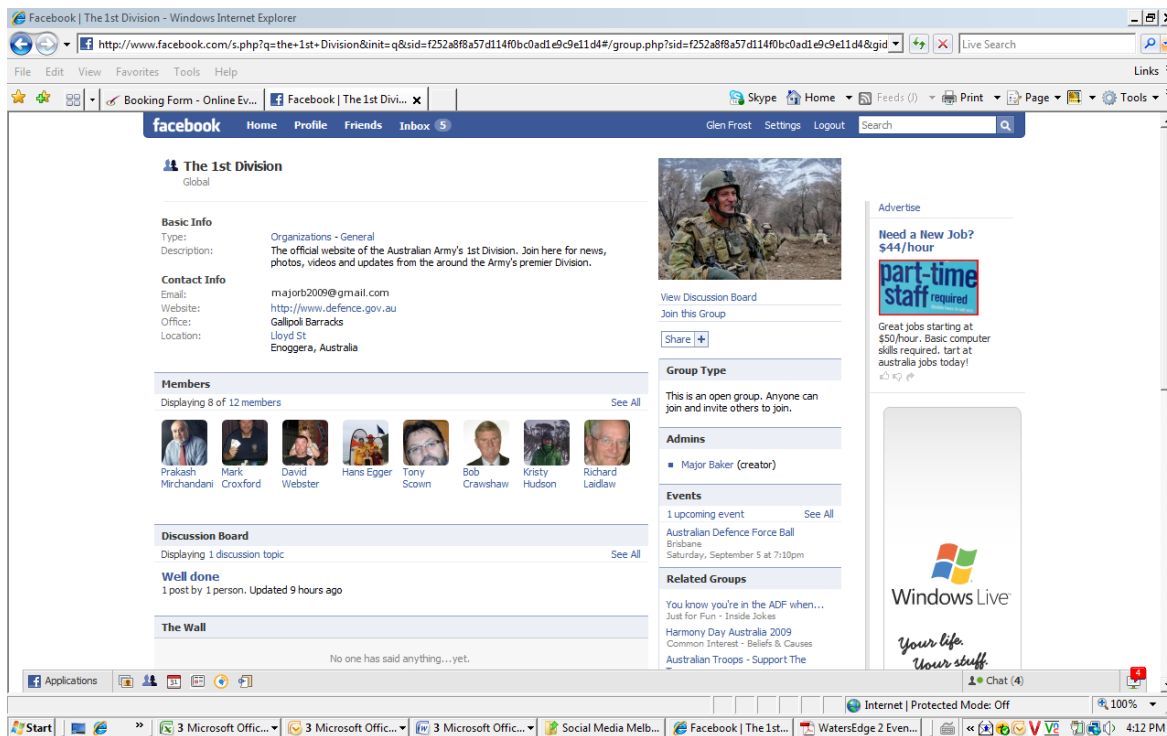 Facebook | The 1st Division - Windows Internet Explorer
http://www.facebook.com/s.php?q=the+1st+Division&init=q&sid=f252a8f8a57d114f0bc0ad1e9c9e11d4#/group.php?sid=f252a8f8a57d114f0bc0ad1e9c9e11d4&gid
Live Search
File Edit View Favorites Tools Help
Links
Booking Form - Online Ev...
Facebook | The 1st Divi...
Skype Home Feeds (J) Print Page Tools
facebook Home Profile Friends Inbox 5
Glen Frost Settings Logout Search
The 1st Division
Global
Basic Info
Type: Organizations - General
Description: The official website of the Australian Army's 1st Division. Join here for news,
photos, videos and updates from the around the Army's premier Division.
Contact Info
Email: majorb2009@gmail.com
Website: http://www.defence.gov.au
Office: Gallipoli Barracks
Location: Lloyd St
Enoggera, Australia
Members
Displaying 8 of 12 members See All
Prakash Mirchandani
Mark Croxford
David Webster
Hans Egger
Tony Scown
Bob Crawshaw
Kristy Hudson
Richard Laidlaw
Discussion Board
Displaying 1 discussion topic See All
Well done
1 post by 1 person. Updated 9 hours ago
The Wall
No one has said anything...yet.
View Discussion Board
Join this Group
Share +
Group Type
This is an open group. Anyone can
join and invite others to join.
Admins
Major Baker (creator)
Events
1 upcoming event See All
Australian Defence Force Ball
Brisbane
Saturday, September 5 at 7:10pm
Related Groups
You know you're in the ADF when...
Just for Fun - Inside Jokes
Harmony Day Australia 2009
Common Interest - Beliefs & Causes
Australian Troops - Support The
Advertise
Need a New Job?
$44/hour
part-time
staff required
Great jobs starting at
$50/hour. Basic computer
skills required. tart at
australia jobs today!
Windows Live
Your life.
Your stuff.
Applications
31
Chat (4)
4
Internet | Protected Mode: Off
100%
Start
3 Microsoft Offic...
3 Microsoft Offic...
3 Microsoft Offic...
Social Media Melb...
Facebook | The 1st...
WatersEdge 2 Even...
4:12 PM